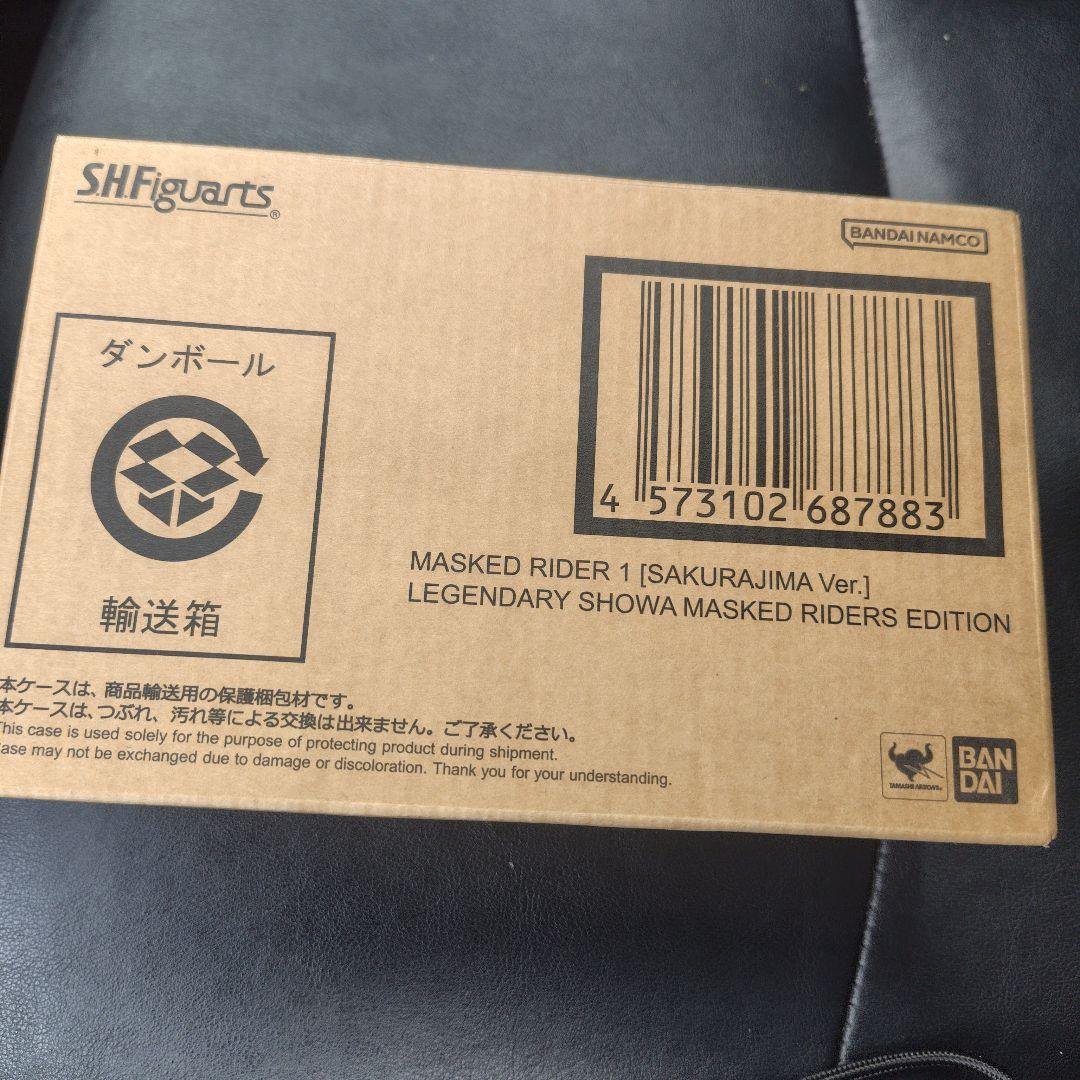 S.H.Figuarts®
BANDAI NAMCO
ダンボール
輸送箱
4 573102 687883
MASKED RIDER 1 [SAKURAJIMA Ver.]
LEGENDARY SHOWA MASKED RIDERS EDITION
本ケースは、商品輸送用の保護梱包材です。
本ケースは、つぶれ、汚れ等による交換は出来ません。ご了承ください。
This case is used solely for the purpose of protecting product during shipment.
Case may not be exchanged due to damage or discoloration. Thank you for your understanding.
TAMASHII NATIONS
BAN
DAI